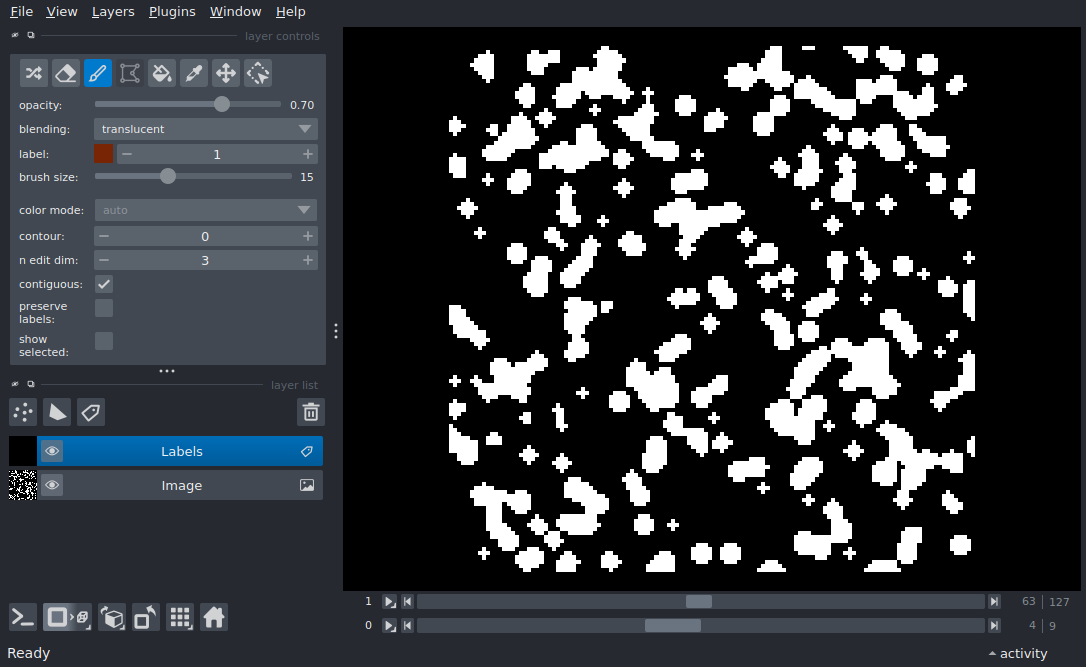 File View Layers Plugins Window Help
layer controls
opacity: 0.70
blending: translucent
label: 1
brush size: 15
color mode: auto
contour: 0
n edit dim: 3
contiguous:
preserve
labels:
show
selected:
layer list
Labels
Image
1 63 127
0 4 9
Ready activity